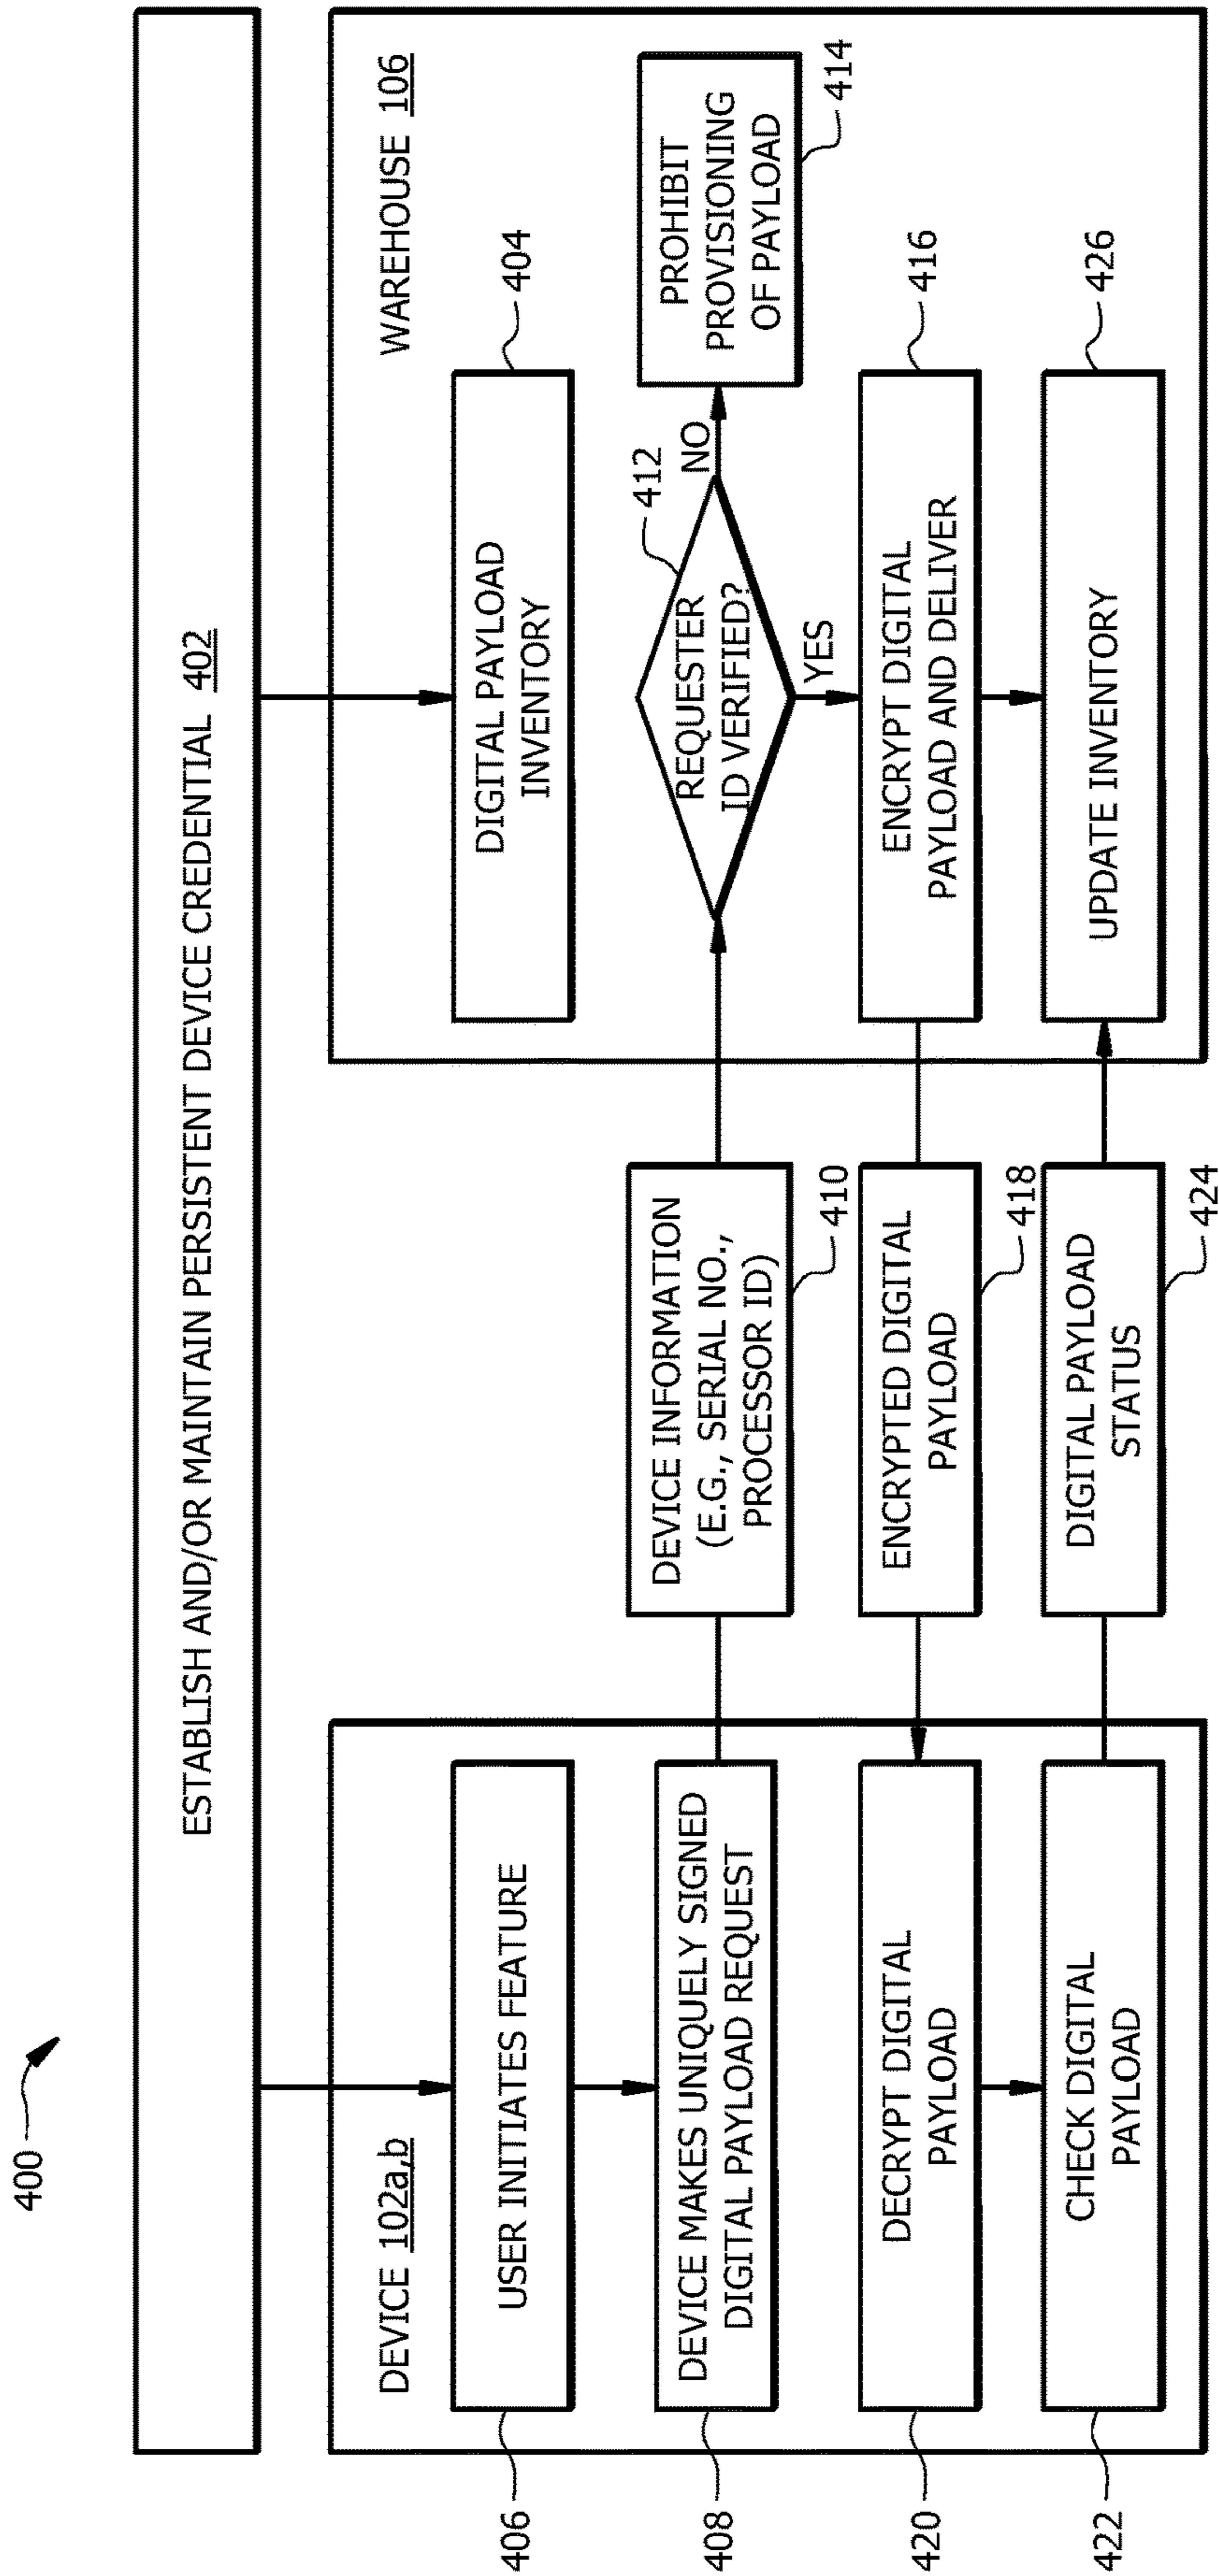 400
ESTABLISH AND/OR MAINTAIN PERSISTENT DEVICE CREDENTIAL 402
DEVICE 102a,b
406
USER INITIATES FEATURE
408
DEVICE MAKES UNIQUELY SIGNED
DIGITAL PAYLOAD REQUEST
420
DECRYPT DIGITAL
PAYLOAD
422
CHECK DIGITAL
PAYLOAD
DEVICE INFORMATION
(E.G., SERIAL NO.,
PROCESSOR ID)
410
ENCRYPTED DIGITAL
PAYLOAD
418
DIGITAL PAYLOAD
STATUS
424
WAREHOUSE 106
DIGITAL PAYLOAD
INVENTORY
404
REQUESTER
ID VERIFIED?
412
NO
YES
PROHIBIT
PROVISIONING
OF PAYLOAD
414
ENCRYPT DIGITAL
PAYLOAD AND DELIVER
416
UPDATE INVENTORY
426